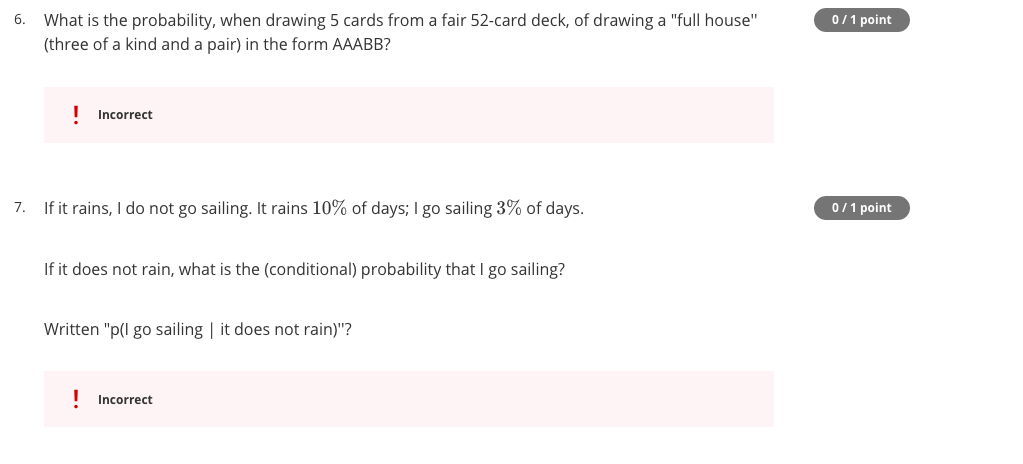 6. What is the probability, when drawing 5 cards from a fair 52-card deck, of drawing a "full house" 0 / 1 point
(three of a kind and a pair) in the form AAABB?
! Incorrect
7. If it rains, I do not go sailing. It rains 10% of days; I go sailing 3% of days. 0 / 1 point
If it does not rain, what is the (conditional) probability that I go sailing?
Written "p(I go sailing | it does not rain)"?
! Incorrect